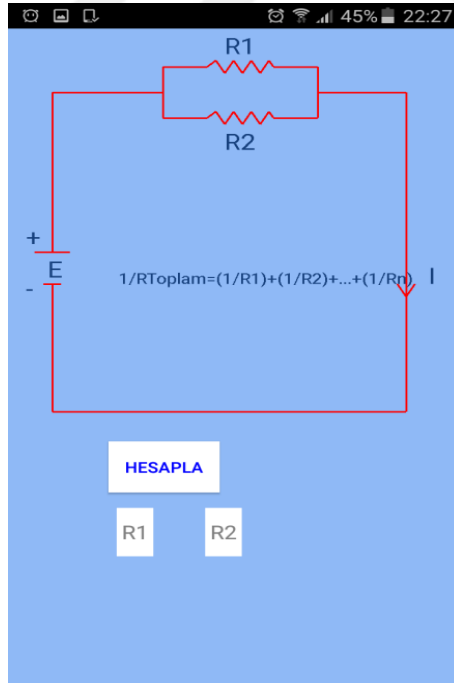 45% 22:27
R1
R2
+
E
-
1/RToplam=(1/R1)+(1/R2)+...+(1/Rn)
I
HESAPLA
R1 R2